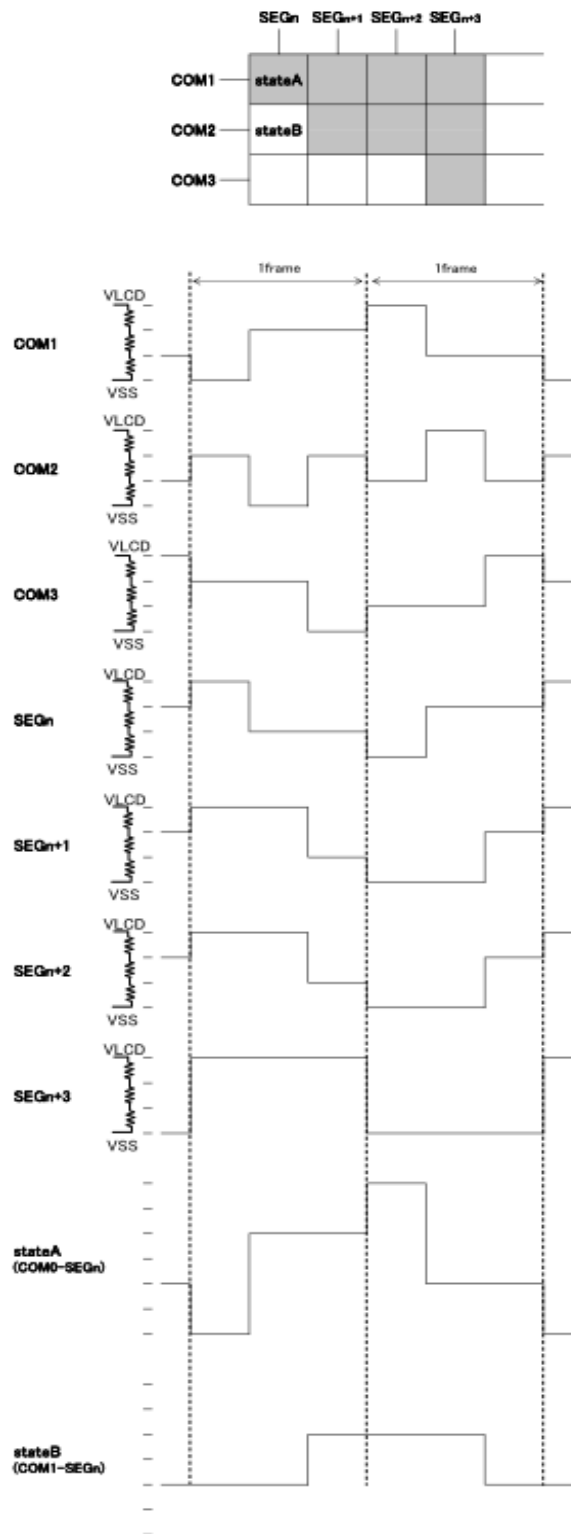 SEGn SEGn+1 SEGn+2 SEGn+3
COM1 stateA
COM2 stateB
COM3
1frame 1frame
VLCD
COM1
VSS
VLCD
COM2
VSS
VLCD
COM3
VSS
VLCD
SEGn
VSS
VLCD
SEGn+1
VSS
VLCD
SEGn+2
VSS
VLCD
SEGn+3
VSS
stateA
(COM0-SEGn)
stateB
(COM1-SEGn)